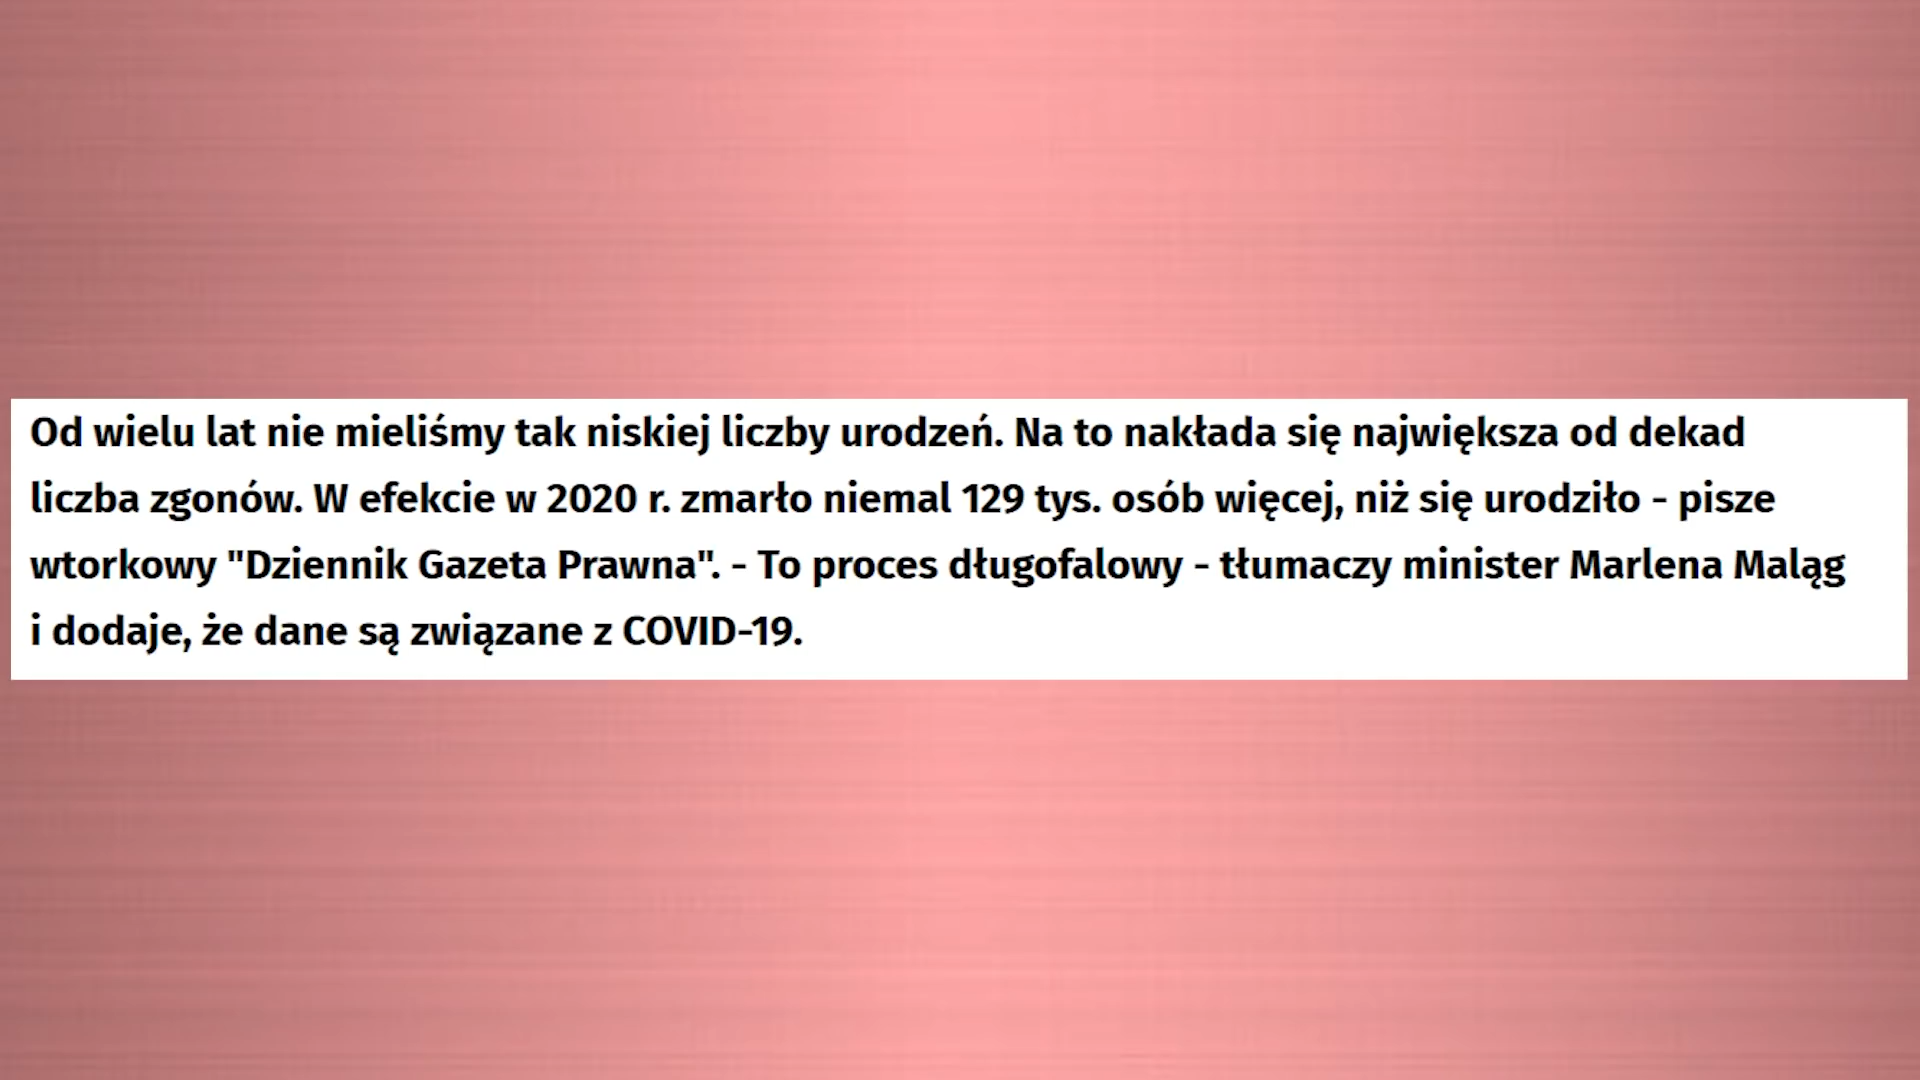 Od wielu lat nie mieliśmy tak niskiej liczby urodzeń. Na to nakłada się największa od dekad
liczba zgonów. W efekcie w 2020 r. zmarło niemal 129 tys. osób więcej, niż się urodziło - pisze
wtorkowy "Dziennik Gazeta Prawna". - To proces długofalowy - tłumaczy minister Marlena Maląg
i dodaje, że dane są związane z COVID-19.